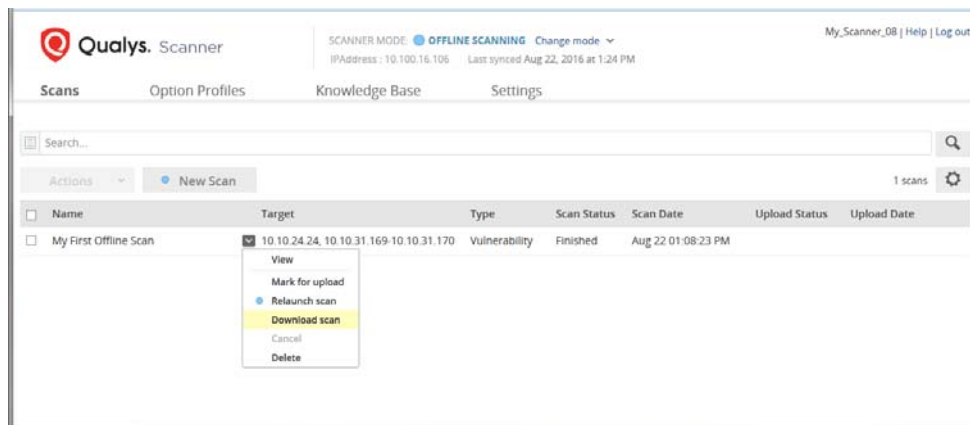 Qualys. Scanner
SCANNER MODE: OFFLINE SCANNING Change mode
IPAddress : 10.100.16.106 Last synced Aug 22, 2016 at 1:24 PM
My_Scanner_08 | Help | Log out
Scans Option Profiles Knowledge Base Settings
Search...
Actions New Scan 1 scans
Name Target Type Scan Status Scan Date Upload Status Upload Date
My First Offline Scan 10.10.24.24, 10.10.31.169-10.10.31.170 Vulnerability Finished Aug 22 01:08:23 PM
View
Mark for upload
Relaunch scan
Download scan
Cancel
Delete